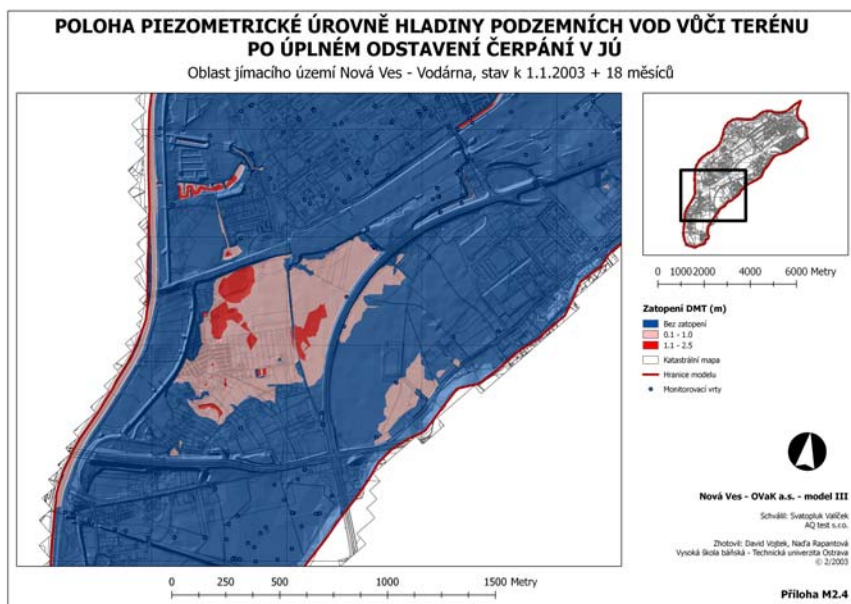 POLOHA PIEZOMETRICKÉ ÚROVNĚ HLADINY PODZEMNÍCH VOD VŮČI TERÉNU
PO ÚPLNÉM ODSTAVENÍ ČERPÁNÍ V JÚ
Oblast jímacího území Nová Ves - Vodárna, stav k 1.1.2003 + 18 měsíců
0 1000 2000 4000 6000 Metry
Zatopení DMT (m)
Bez zatopení
0.1 - 1.0
1.1 - 2.5
Katastrální mapa
Hranice modelu
Monitorovací vrty
Nová Ves - OVaK a.s. - model III
Schválil: Svatopluk Valíček
AQ test s.r.o.
Zhotovil: David Vojtek, Naďa Rapantová
Vysoká škola báňská - Technická univerzita Ostrava
© 2/2003
0 250 500 1000 1500 Metry
Příloha M2.4